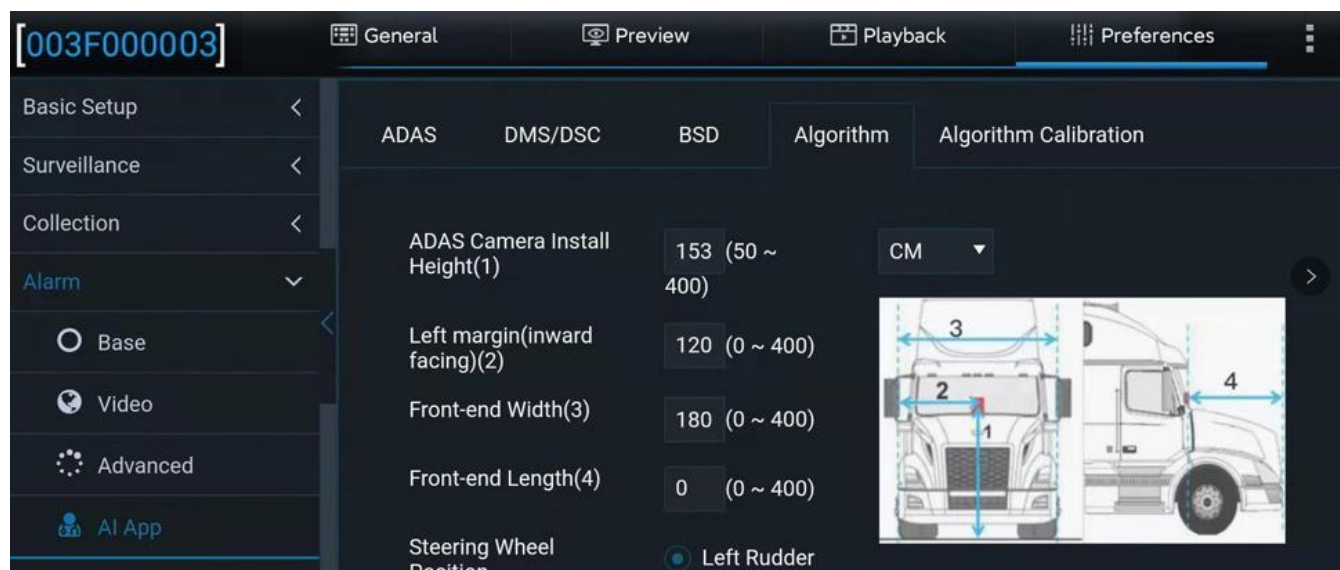 [003F000003]
General
Preview
Playback
Preferences
Basic Setup
Surveillance
Collection
Alarm
Base
Video
Advanced
AI App
ADAS
DMS/DSC
BSD
Algorithm
Algorithm Calibration
ADAS Camera Install
Height(1)
153 (50 ~
400)
CM
Left margin(inward
facing)(2)
120 (0 ~ 400)
Front-end Width(3)
180 (0 ~ 400)
Front-end Length(4)
0 (0 ~ 400)
Steering Wheel
Position
Left Rudder
3
2
1
4